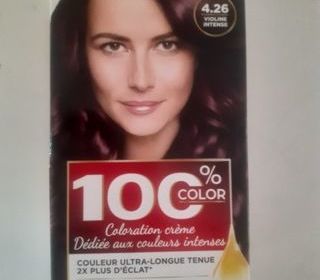 4.26
VIOLINE
INTENSE
100%
COLOR
Coloration crème
Dédiée aux couleurs intenses
COULEUR ULTRA-LONGUE TENUE
2X PLUS D'ÉCLAT*